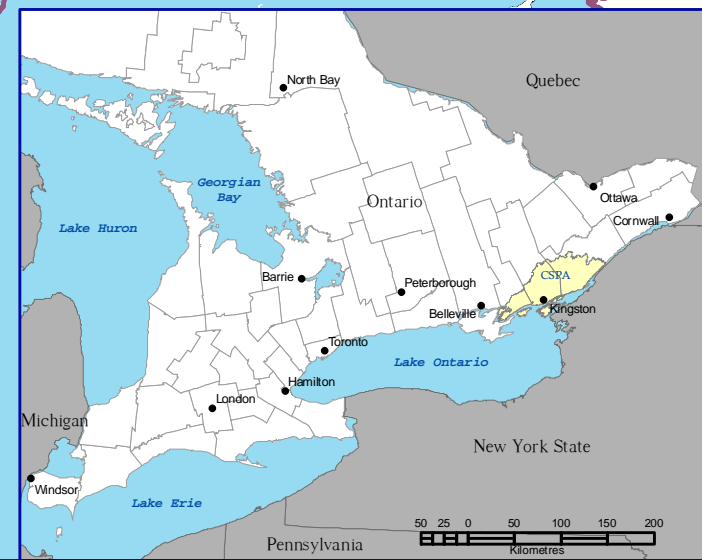 North Bay
Quebec
Georgian
Bay
Ontario
Ottawa
Cornwall
Lake Huron
Barrie
CSPA
Peterborough
Belleville
Kingston
Toronto
Lake Ontario
Hamilton
London
Michigan
New York State
Windsor
Lake Erie
Pennsylvania
50 25 0 50 100 150 200
Kilometres